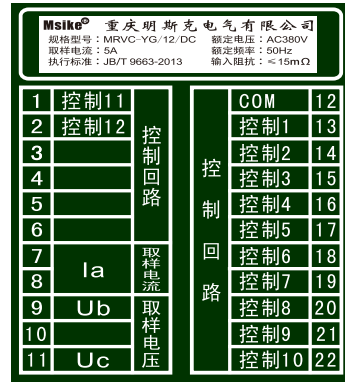 Msike® 重庆明斯克电气有限公司
规格型号：MRVC-YG/12/DC 额定电压：AC380V
取样电流：5A 额定频率：50Hz
执行标准：JB/T 9663-2013 输入阻抗：≤15mΩ
1 控制11
2 控制12
3
4
5
6
控制回路
7
8
Ia
取样电流
9 Ub
10
11 Uc
取样电压
控制回路
COM 12
控制1 13
控制2 14
控制3 15
控制4 16
控制5 17
控制6 18
控制7 19
控制8 20
控制9 21
控制10 22